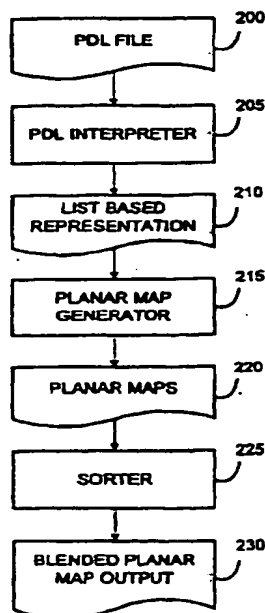 200
PDL FILE
205
PDL INTERPRETER
210
LIST BASED
REPRESENTATION
215
PLANAR MAP
GENERATOR
220
PLANAR MAPS
225
SORTER
230
BLENDED PLANAR
MAP OUTPUT